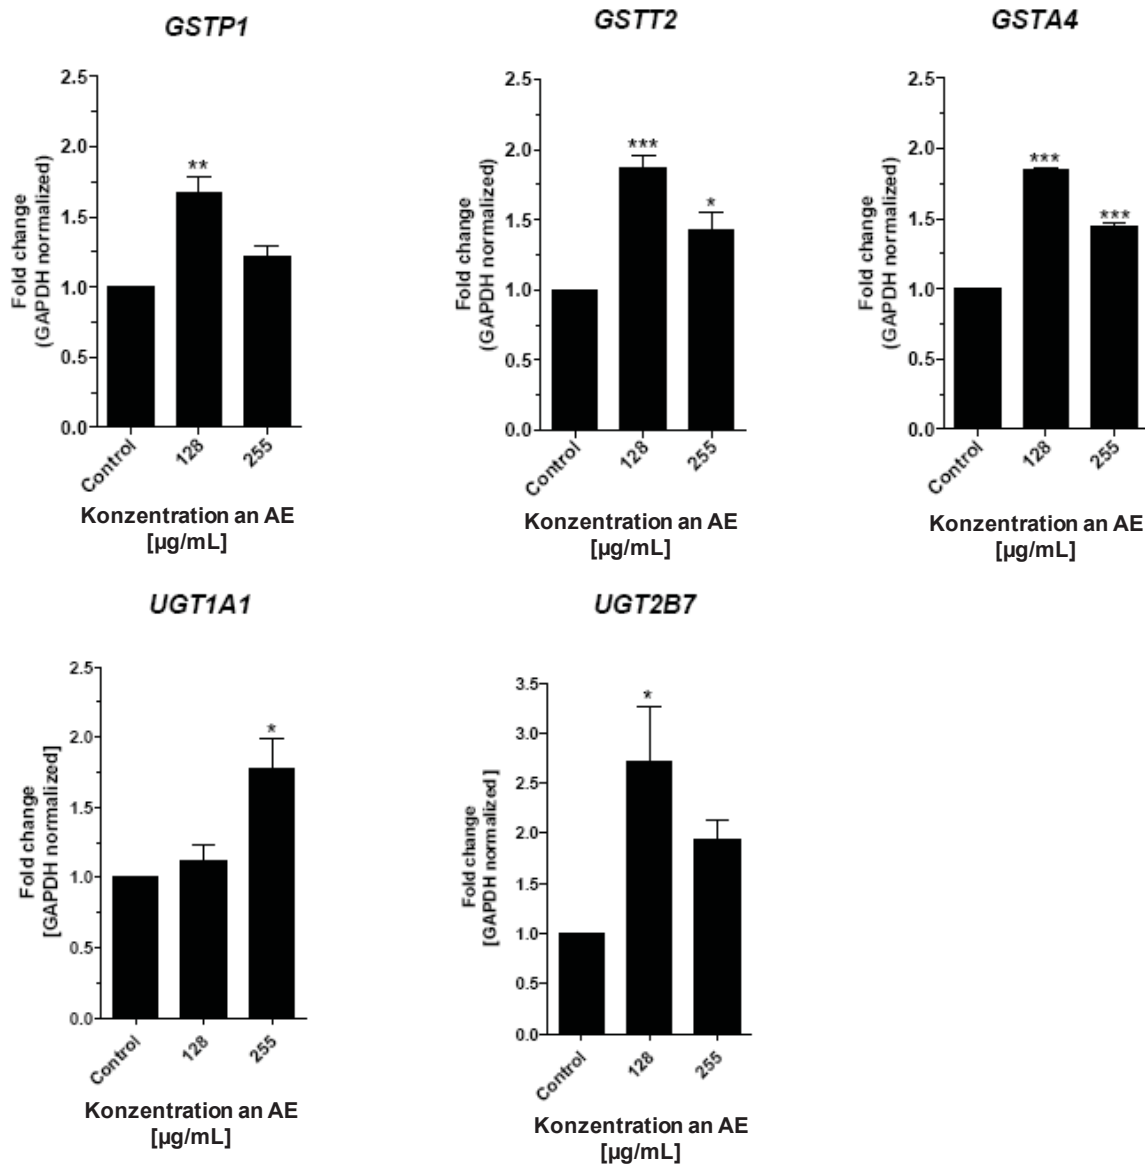 GSTP1
2.5
2.0
1.5
1.0
0.5
0.0
Fold change
(GAPDH normalized)
**
Control
128
255
Konzentration an AE
[µg/mL]
GSTT2
2.5
2.0
1.5
1.0
0.5
0.0
Fold change
(GAPDH normalized)
***
*
Control
128
255
Konzentration an AE
[µg/mL]
GSTA4
2.5
2.0
1.5
1.0
0.5
0.0
Fold change
(GAPDH normalized)
***
***
Control
128
255
Konzentration an AE
[µg/mL]
UGT1A1
2.5
2.0
1.5
1.0
0.5
0.0
Fold change
[GAPDH normalized]
*
Control
128
255
Konzentration an AE
[µg/mL]
UGT2B7
3.5
3.0
2.5
2.0
1.5
1.0
0.5
0.0
Fold change
[GAPDH normalized]
*
Control
128
255
Konzentration an AE
[µg/mL]